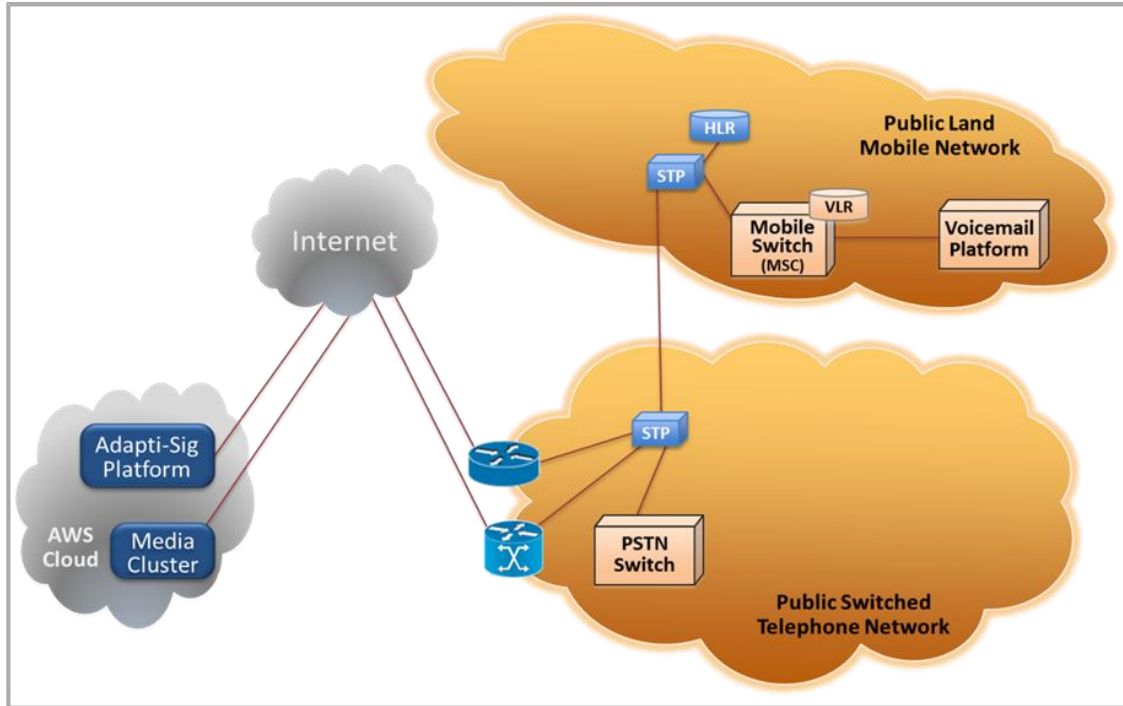 HLR
Public Land
Mobile Network
STP
VLR
Mobile
Switch
(MSC)
Voicemail
Platform
Internet
Adapti-Sig
Platform
AWS
Cloud
Media
Cluster
STP
PSTN
Switch
Public Switched
Telephone Network